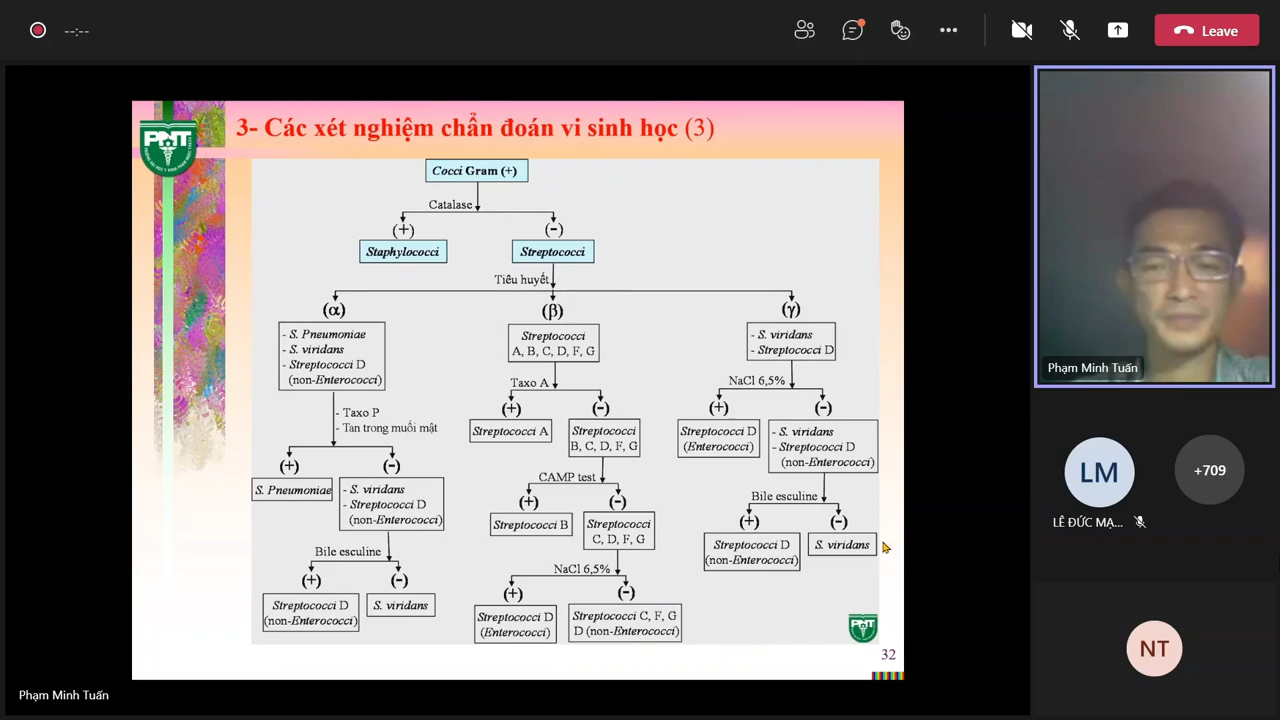 --:--
Leave
3- Các xét nghiệm chẩn đoán vi sinh học (3)
PNT
Cocci Gram (+)
Catalase
(+)
(-)
Staphylococci
Streptococci
Tiêu huyết
(α)
(β)
(γ)
- S. Pneumoniae
- S. viridans
- Streptococci D
(non-Enterococci)
Streptococci
A, B, C, D, F, G
- S. viridans
- Streptococci D
- Taxo P
- Tan trong muối mật
Taxo A
NaCl 6,5%
(+)
(-)
(+)
(-)
(+)
(-)
S. Pneumoniae
- S. viridans
- Streptococci D
(non-Enterococci)
Streptococci A
Streptococci
B, C, D, F, G
Streptococci D
(Enterococci)
- S. viridans
- Streptococci D
(non-Enterococci)
Bile esculine
CAMP test
Bile esculine
(+)
(-)
(+)
(-)
(+)
(-)
Streptococci D
(non-Enterococci)
S. viridans
Streptococci B
Streptococci
C, D, F, G
Streptococci D
(non-Enterococci)
S. viridans
NaCl 6,5%
(+)
(-)
Streptococci D
(Enterococci)
Streptococci C, F, G
D (non-Enterococci)
PNT
32
Phạm Minh Tuấn
Phạm Minh Tuấn
LM
+709
LÊ ĐỨC MẠ...
NT